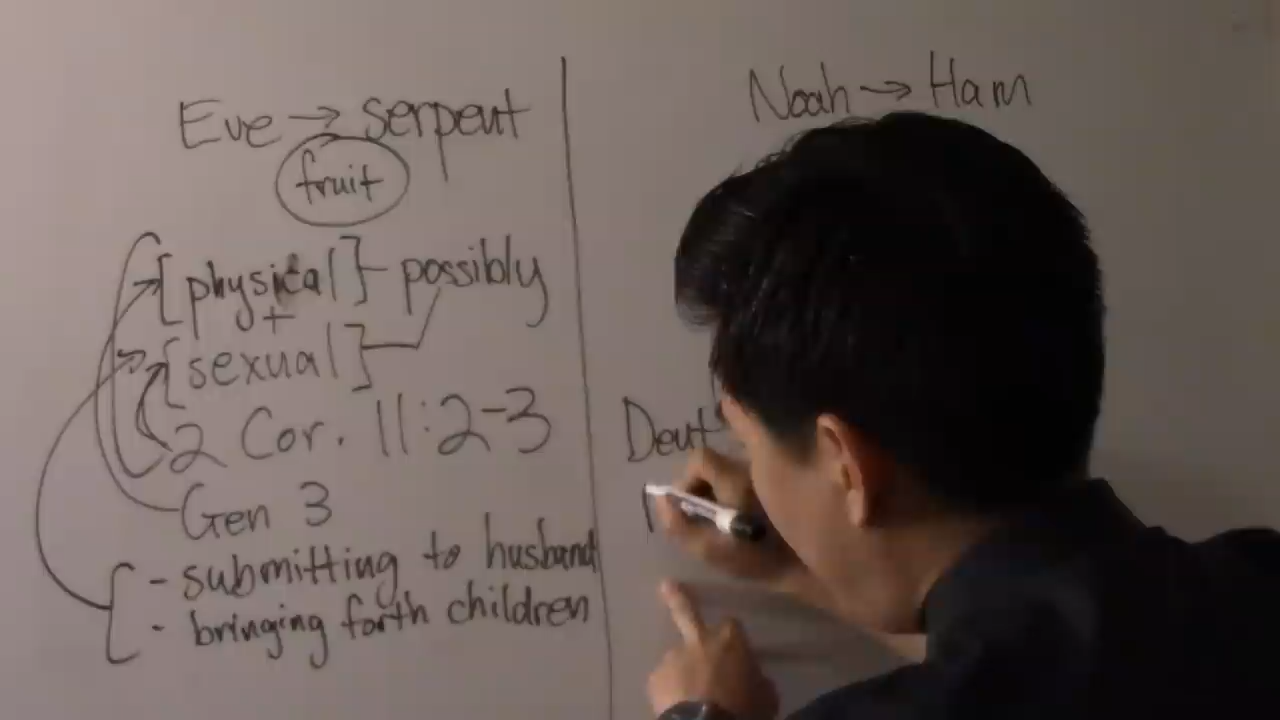 Eve → serpent
fruit
[physical] - possibly
+
[sexual]
2 Cor. 11:2-3
Gen 3
- submitting to husband
- bringing forth children
Noah → Ham
Deut